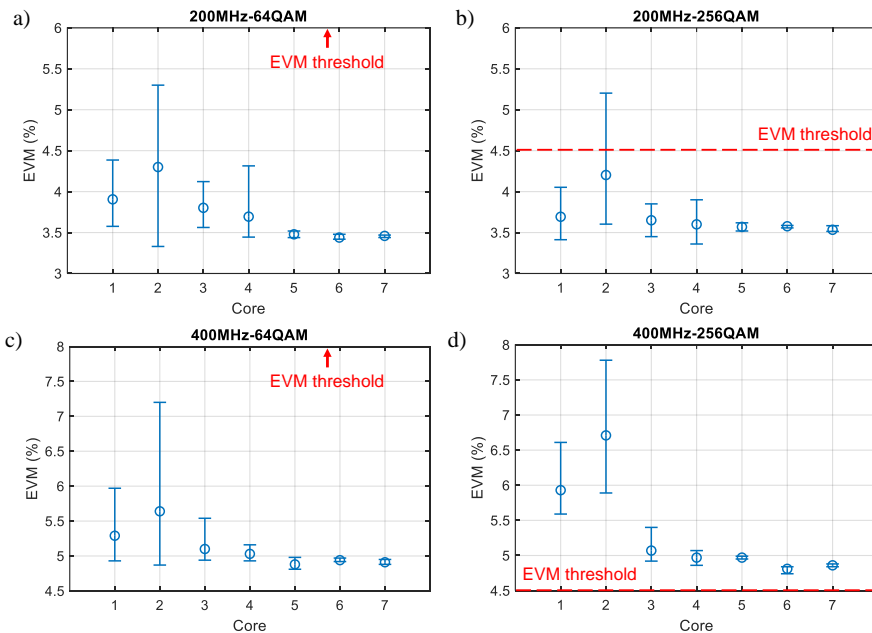 a)
200MHz-64QAM
6
5.5
5
4.5
4
3.5
3
EVM (%)
EVM threshold
1 2 3 4 5 6 7
Core
b)
200MHz-256QAM
6
5.5
5
4.5
4
3.5
3
EVM (%)
EVM threshold
1 2 3 4 5 6 7
Core
c)
400MHz-64QAM
8
7.5
7
6.5
6
5.5
5
4.5
EVM (%)
EVM threshold
1 2 3 4 5 6 7
Core
d)
400MHz-256QAM
8
7.5
7
6.5
6
5.5
5
4.5
EVM (%)
EVM threshold
1 2 3 4 5 6 7
Core